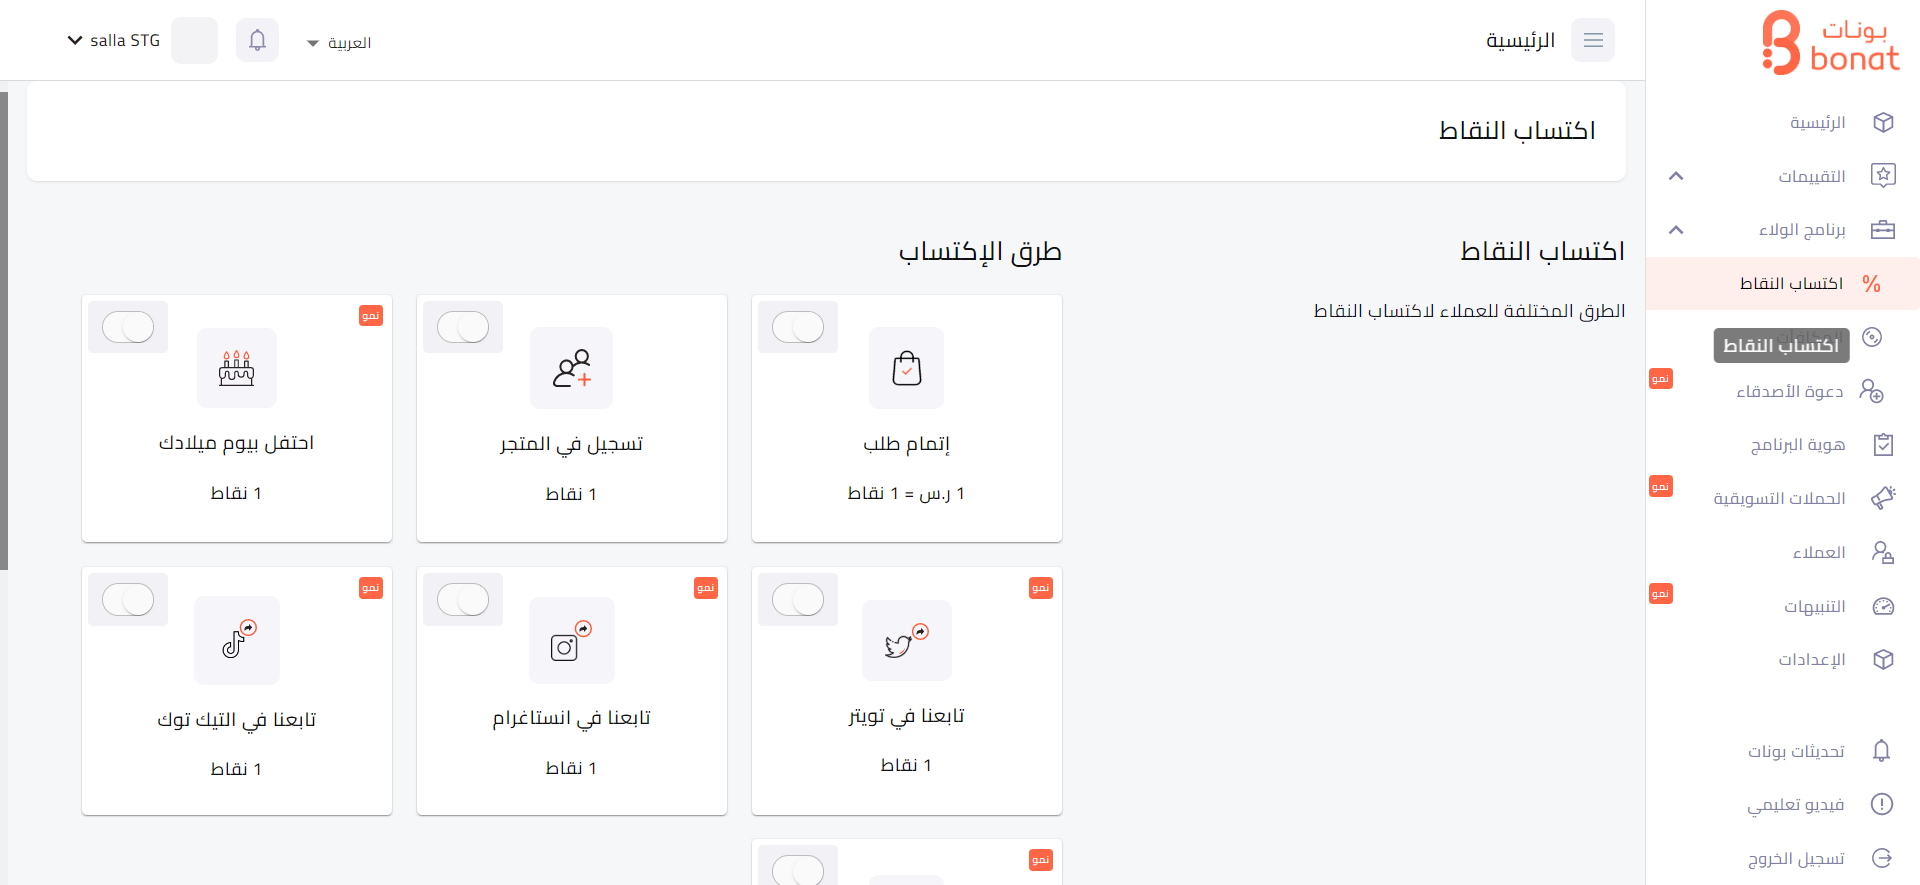 بونات
bonat
الرئيسية
العربية
salla STG
الرئيسية
التقييمات
برنامج الولاء
اكتساب النقاط
اكتساب النقاط
دعوة الأصدقاء
نمو
هوية البرنامج
الحملات التسويقية
نمو
العملاء
التنبيهات
نمو
الإعدادات
تحديثات بونات
فيديو تعليمي
تسجيل الخروج
اكتساب النقاط
اكتساب النقاط
الطرق المختلفة للعملاء لاكتساب النقاط
طرق الإكتساب
إتمام طلب
1 ر.س = 1 نقاط
تسجيل في المتجر
1 نقاط
نمو
احتفل بيوم ميلادك
1 نقاط
نمو
تابعنا في تويتر
1 نقاط
نمو
تابعنا في انستاغرام
1 نقاط
نمو
تابعنا في التيك توك
1 نقاط
نمو